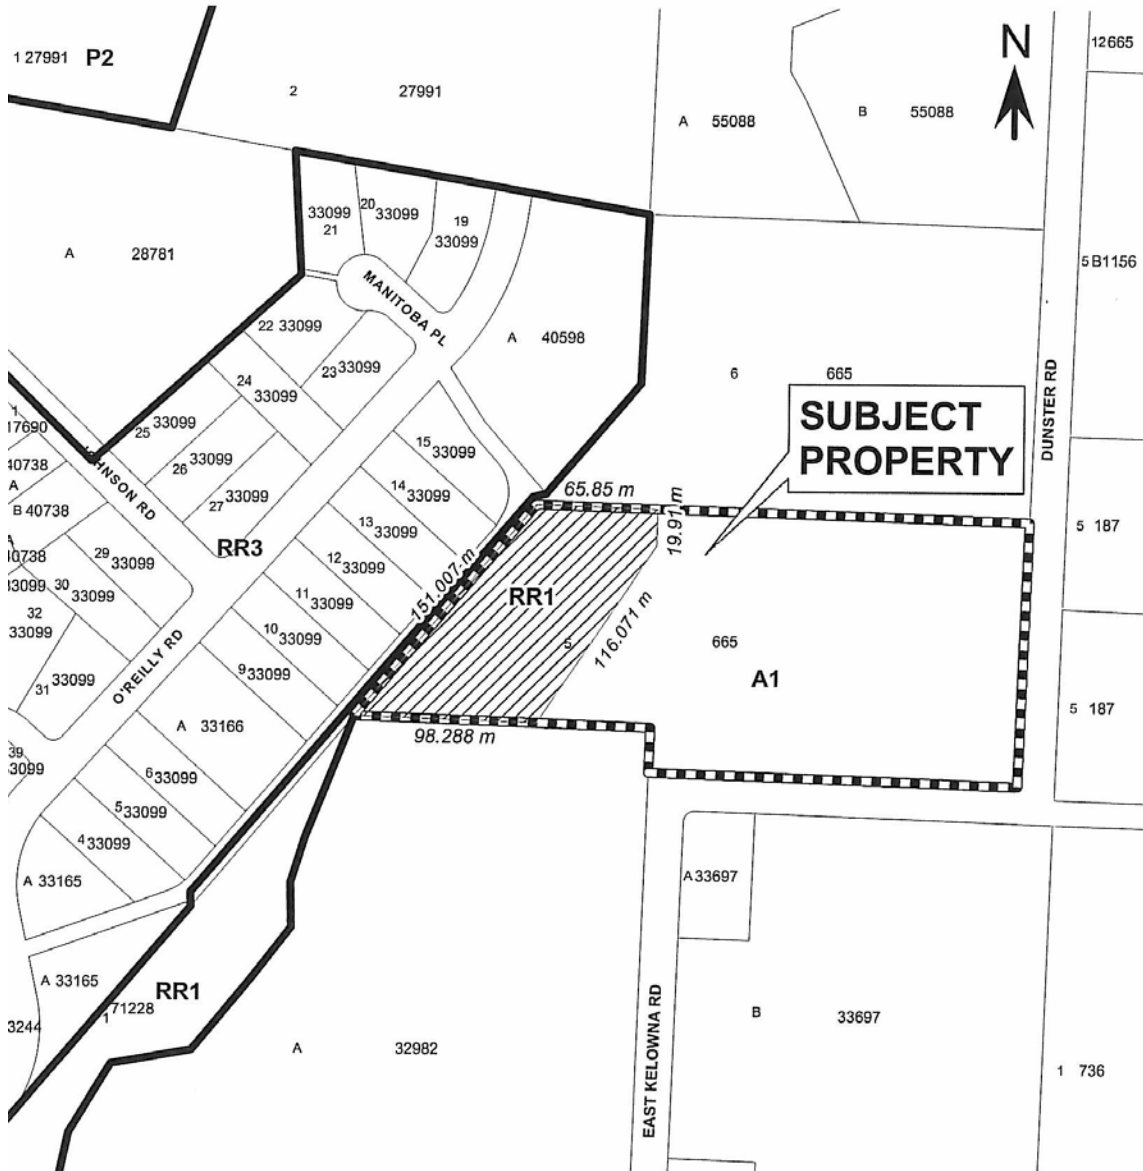 1 27991 P2
2 27991
A 55088
B 55088
12665
N
A 28781
33099
21
20 33099
19
33099
5 B1156
MANITOBA PL
22 33099
A 40598
23 33099
24
33099
6 665
SUBJECT
PROPERTY
DUNSTER RD
1
17690
25 33099
15
33099
26 33099
14
33099
27 33099
65.85 m
19.91 m
40738
A
B 40738
JOHNSON RD
13 33099
5 187
RR3
29
33099
12
33099
151.007 m
RR1
33099
30
33099
11
33099
116.071 m
32
33099
10
33099
5
665
O'REILLY RD
9 33099
A1
31 33099
5 187
A 33166
98.288 m
39
6 33099
5 33099
4 33099
A 33165
A 33697
A 33165
RR1
1 71228
3244
B 33697
A 32982
EAST KELOWNA RD
1 736